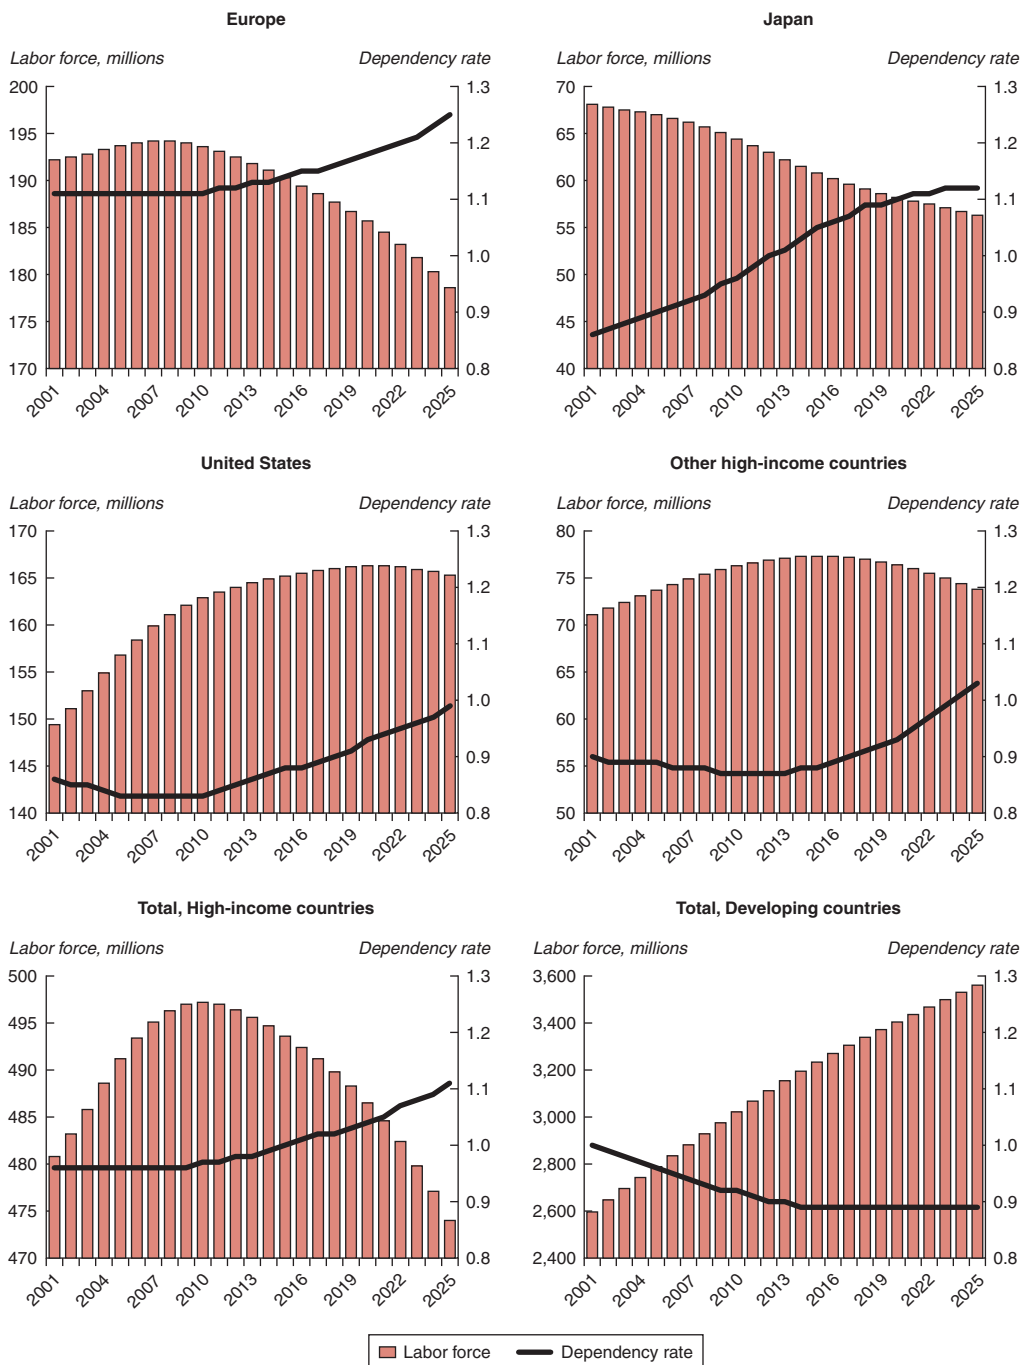 Europe
Labor force, millions Dependency rate
200 1.3
195 1.2
190 1.1
185 1.0
180 0.9
175 0.8
170
2001 2004 2007 2010 2013 2016 2019 2022 2025
Japan
Labor force, millions Dependency rate
70 1.3
65 1.2
60 1.1
55 1.0
50 0.9
45 0.8
40
2001 2004 2007 2010 2013 2016 2019 2022 2025
United States
Labor force, millions Dependency rate
170 1.3
165 1.2
160 1.1
155 1.0
150 0.9
145 0.8
140
2001 2004 2007 2010 2013 2016 2019 2022 2025
Other high-income countries
Labor force, millions Dependency rate
80 1.3
75 1.2
70 1.1
65 1.0
60 0.9
55 0.8
50
2001 2004 2007 2010 2013 2016 2019 2022 2025
Total, High-income countries
Labor force, millions Dependency rate
500 1.3
495 1.2
490 1.1
485 1.0
480 0.9
475 0.8
470
2001 2004 2007 2010 2013 2016 2019 2022 2025
Total, Developing countries
Labor force, millions Dependency rate
3,600 1.3
3,400 1.2
3,200 1.1
3,000 1.0
2,800 0.9
2,600 0.8
2,400
2001 2004 2007 2010 2013 2016 2019 2022 2025
Labor force Dependency rate